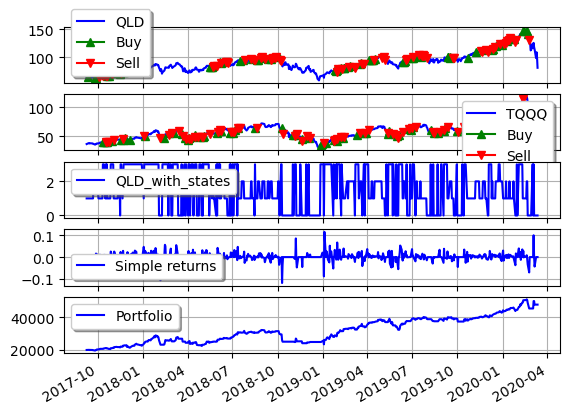 150
100
QLD
Buy
Sell
100
50
TQQQ
Buy
Sell
2
0
QLD_with_states
0.1
0.0
−0.1
Simple returns
40000
20000
Portfolio
2017-10
2018-01
2018-04
2018-07
2018-10
2019-01
2019-04
2019-07
2019-10
2020-01
2020-04